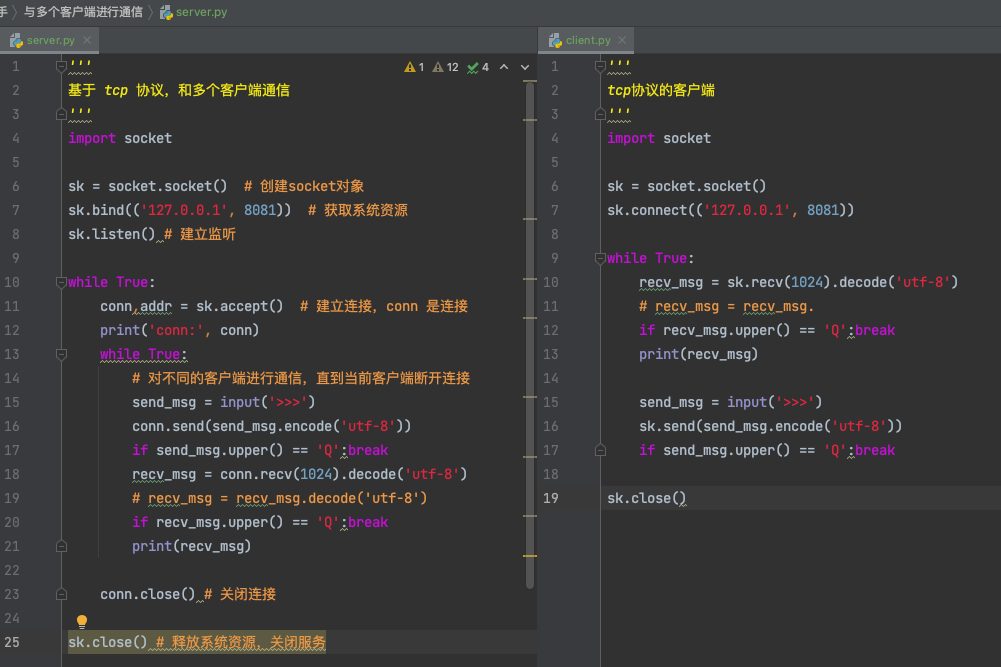 手 〉 与多个客户端进行通信 〉 server.py
server.py ×
1 '''
2 基于 tcp 协议，和多个客户端通信
3 '''
4 import socket
5
6 sk = socket.socket()  # 创建socket对象
7 sk.bind(('127.0.0.1', 8081))  # 获取系统资源
8 sk.listen() # 建立监听
9
10 while True:
11     conn,addr = sk.accept()  # 建立连接，conn 是连接
12     print('conn:', conn)
13     while True:
14         # 对不同的客户端进行通信，直到当前客户端断开连接
15         send_msg = input('>>>')
16         conn.send(send_msg.encode('utf-8'))
17         if send_msg.upper() == 'Q':break
18         recv_msg = conn.recv(1024).decode('utf-8')
19         # recv_msg = recv_msg.decode('utf-8')
20         if recv_msg.upper() == 'Q':break
21         print(recv_msg)
22
23     conn.close() # 关闭连接
24
25 sk.close() # 释放系统资源，关闭服务
1 12 4
client.py ×
1 '''
2 tcp协议的客户端
3 '''
4 import socket
5
6 sk = socket.socket()
7 sk.connect(('127.0.0.1', 8081))
8
9 while True:
10     recv_msg = sk.recv(1024).decode('utf-8')
11     # recv_msg = recv_msg.
12     if recv_msg.upper() == 'Q':break
13     print(recv_msg)
14
15     send_msg = input('>>>')
16     sk.send(send_msg.encode('utf-8'))
17     if send_msg.upper() == 'Q':break
18
19 sk.close()